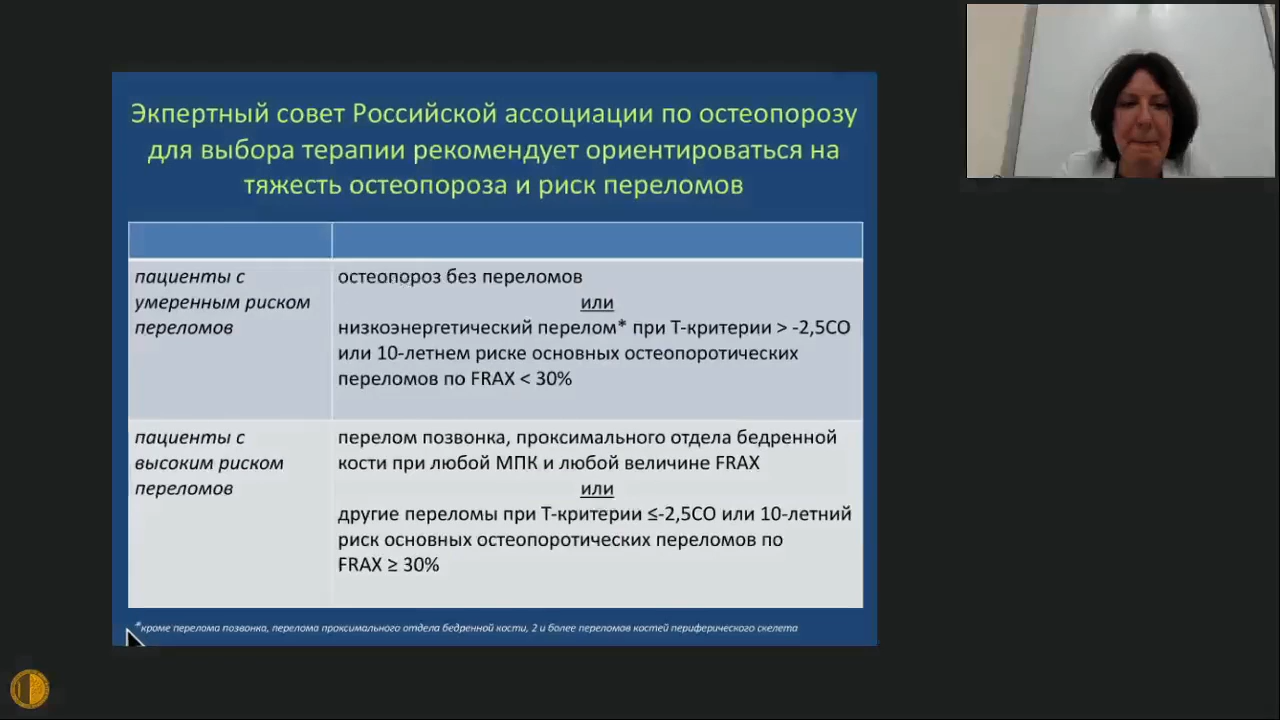 Экпертный совет Российской ассоциации по остеопорозу
для выбора терапии рекомендует ориентироваться на
тяжесть остеопороза и риск переломов
пациенты с
умеренным риском
переломов
остеопороз без переломов
или
низкоэнергетический перелом* при Т-критерии > -2,5СО
или 10-летнем риске основных остеопоротических
переломов по FRAX < 30%
пациенты с
высоким риском
переломов
перелом позвонка, проксимального отдела бедренной
кости при любой МПК и любой величине FRAX
или
другие переломы при Т-критерии ≤-2,5СО или 10-летний
риск основных остеопоротических переломов по
FRAX ≥ 30%
*кроме перелома позвонка, перелома проксимального отдела бедренной кости, 2 и более переломов костей периферического скелета